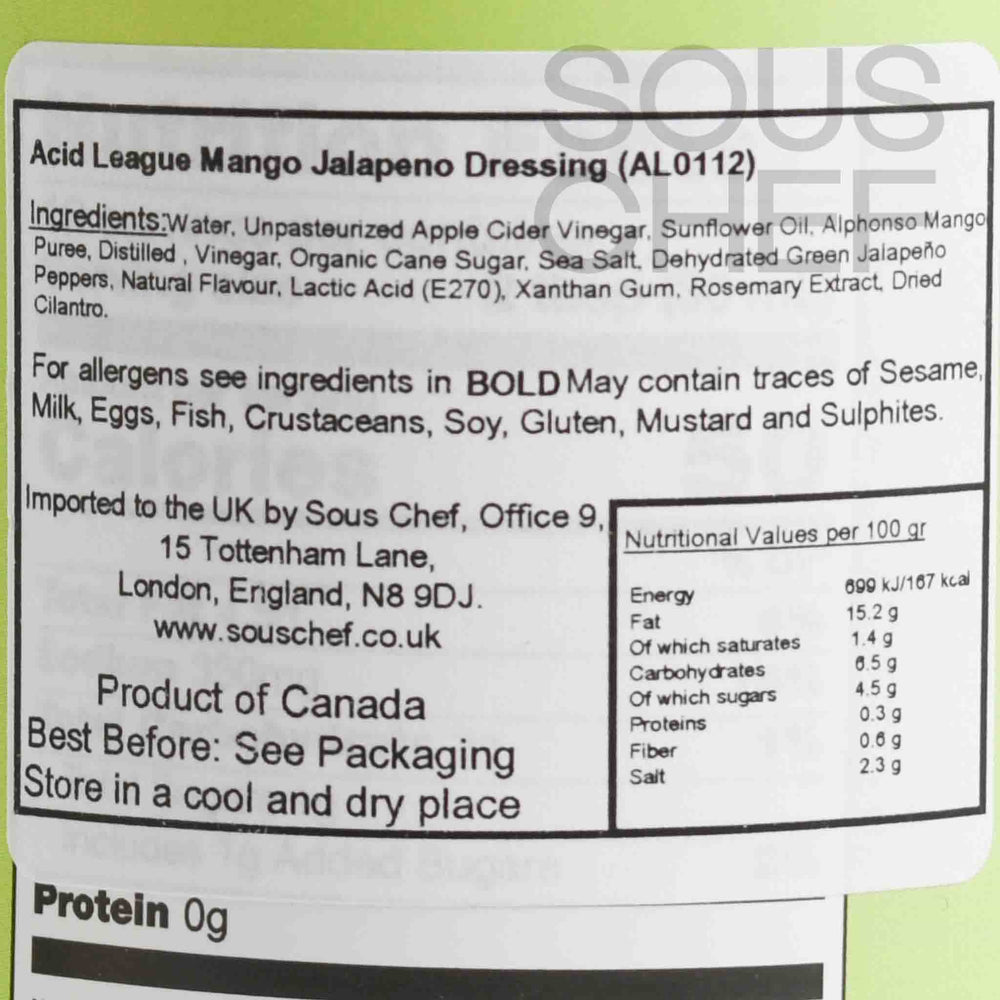 SOUS
CHEF
Acid League Mango Jalapeno Dressing (AL0112)
Ingredients:Water, Unpasteurized Apple Cider Vinegar, Sunflower Oil, Alphonso Mango
Puree, Distilled , Vinegar, Organic Cane Sugar, Sea Salt, Dehydrated Green Jalapeño
Peppers, Natural Flavour, Lactic Acid (E270), Xanthan Gum, Rosemary Extract, Dried
Cilantro.
For allergens see ingredients in BOLD May contain traces of Sesame,
Milk, Eggs, Fish, Crustaceans, Soy, Gluten, Mustard and Sulphites.
Imported to the UK by Sous Chef, Office 9,
15 Tottenham Lane,
London, England, N8 9DJ.
www.souschef.co.uk
Product of Canada
Best Before: See Packaging
Store in a cool and dry place
Nutritional Values per 100 gr
Energy 699 kJ/167 kcal
Fat 15.2 g
Of which saturates 1.4 g
Carbohydrates 6.5 g
Of which sugars 4.5 g
Proteins 0.3 g
Fiber 0.6 g
Salt 2.3 g
Calories
Includes 1g Added Sugars
Protein 0g